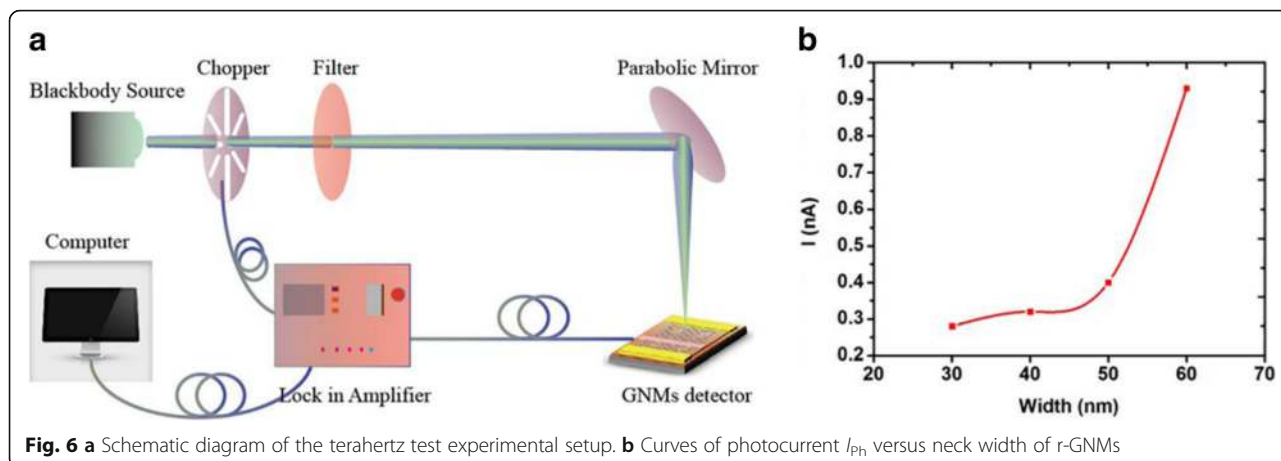 a
Chopper
Filter
Parabolic Mirror
Blackbody Source
Computer
Lock in Amplifier
GNMs detector
b
1.0
0.9
0.8
0.7
0.6
0.5
0.4
0.3
0.2
I (nA)
20 30 40 50 60 70
Width (nm)
Fig. 6 a Schematic diagram of the terahertz test experimental setup. b Curves of photocurrent IPh versus neck width of r-GNMs